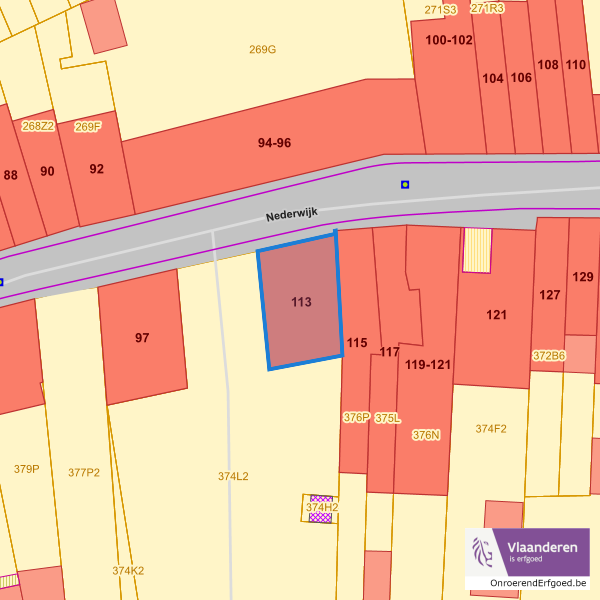 271S3
271R3
100-102
269G
108
110
104
106
268Z2
269F
94-96
90
92
88
Nederwijk
129
127
113
121
97
115
117
119-121
372B6
376P
375L
376N
374F2
379P
377P2
374L2
374H2
374K2
Vlaanderen
is erfgoed
OnroerendErfgoed.be